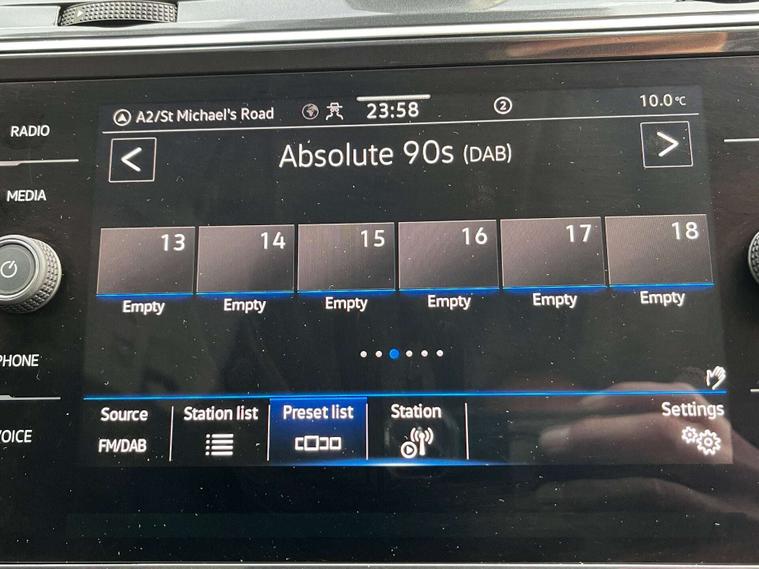 RADIO
MEDIA
PHONE
VOICE
A2/St Michael's Road
23:58
2
10.0°C
<
Absolute 90s (DAB)
>
13 14 15 16 17 18
Empty Empty Empty Empty Empty Empty
Source Station list Preset list Station Settings
FM/DAB